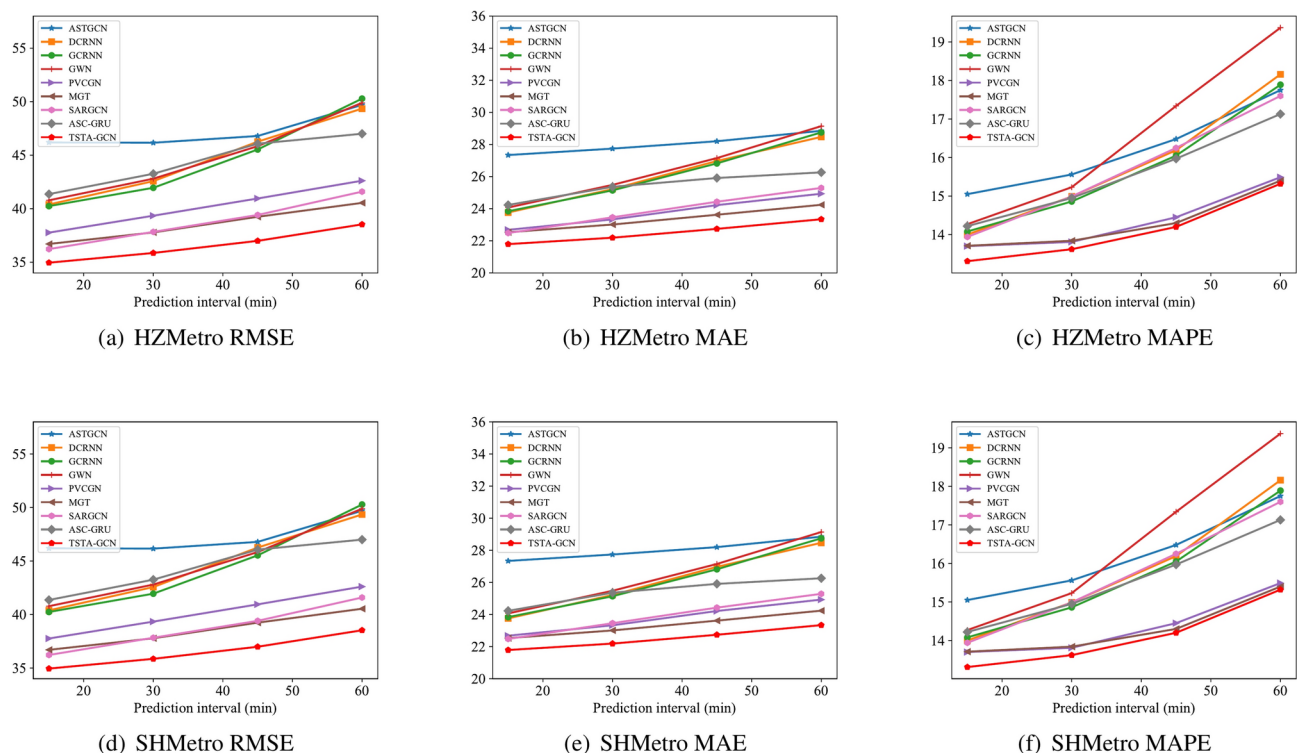 ASTGCN
DCRNN
GCRNN
GWN
PVCGN
MGT
SARGCN
ASC-GRU
TSTA-GCN
55
50
45
40
35
20 30 40 50 60
Prediction interval (min)
(a) HZMetro RMSE
ASTGCN
DCRNN
GCRNN
GWN
PVCGN
MGT
SARGCN
ASC-GRU
TSTA-GCN
36
34
32
30
28
26
24
22
20
20 30 40 50 60
Prediction interval (min)
(b) HZMetro MAE
ASTGCN
DCRNN
GCRNN
GWN
PVCGN
MGT
SARGCN
ASC-GRU
TSTA-GCN
19
18
17
16
15
14
20 30 40 50 60
Prediction interval (min)
(c) HZMetro MAPE
ASTGCN
DCRNN
GCRNN
GWN
PVCGN
MGT
SARGCN
ASC-GRU
TSTA-GCN
55
50
45
40
35
20 30 40 50 60
Prediction interval (min)
(d) SHMetro RMSE
ASTGCN
DCRNN
GCRNN
GWN
PVCGN
MGT
SARGCN
ASC-GRU
TSTA-GCN
36
34
32
30
28
26
24
22
20
20 30 40 50 60
Prediction interval (min)
(e) SHMetro MAE
ASTGCN
DCRNN
GCRNN
GWN
PVCGN
MGT
SARGCN
ASC-GRU
TSTA-GCN
19
18
17
16
15
14
20 30 40 50 60
Prediction interval (min)
(f) SHMetro MAPE